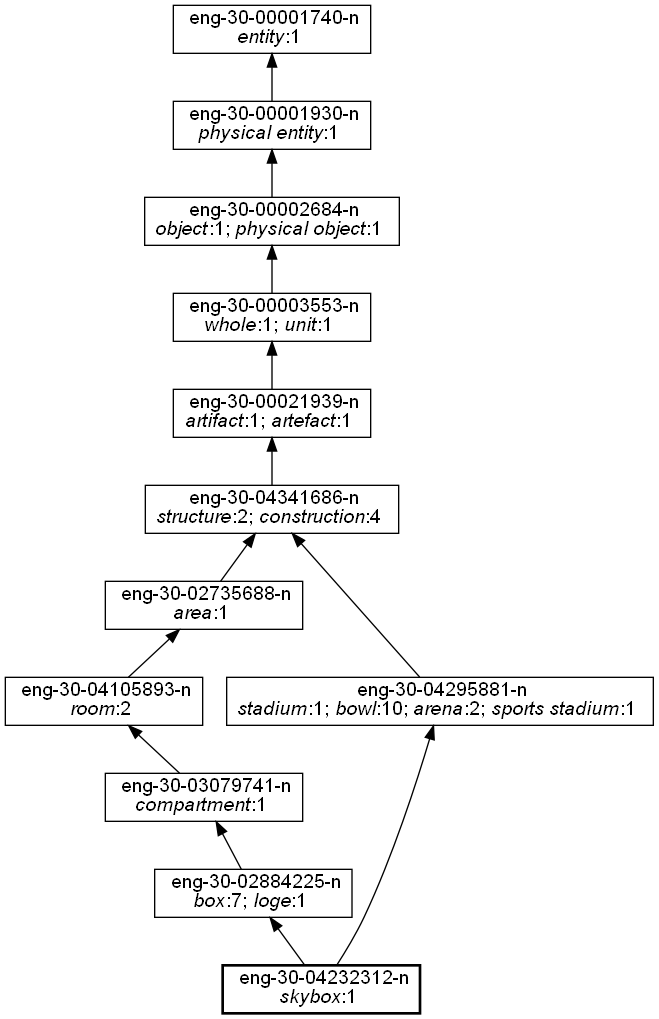 eng-30-00001740-n
entity:1
eng-30-00001930-n
physical entity:1
eng-30-00002684-n
object:1; physical object:1
eng-30-00003553-n
whole:1; unit:1
eng-30-00021939-n
artifact:1; artefact:1
eng-30-04341686-n
structure:2; construction:4
eng-30-02735688-n
area:1
eng-30-04105893-n
room:2
eng-30-04295881-n
stadium:1; bowl:10; arena:2; sports stadium:1
eng-30-03079741-n
compartment:1
eng-30-02884225-n
box:7; loge:1
eng-30-04232312-n
skybox:1